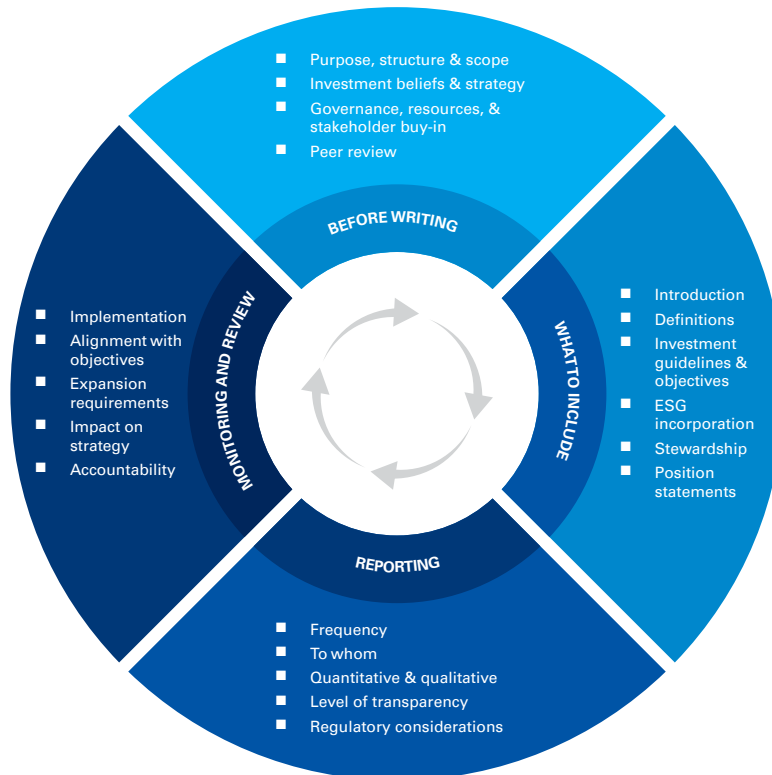 Purpose, structure & scope
Investment beliefs & strategy
Governance, resources, &
stakeholder buy-in
Peer review
BEFORE WRITING
Introduction
Definitions
Investment
guidelines &
objectives
ESG
incorporation
Stewardship
Position
statements
WHAT TO INCLUDE
REPORTING
Frequency
To whom
Quantitative & qualitative
Level of transparency
Regulatory considerations
MONITORING AND REVIEW
Implementation
Alignment with
objectives
Expansion
requirements
Impact on
strategy
Accountability